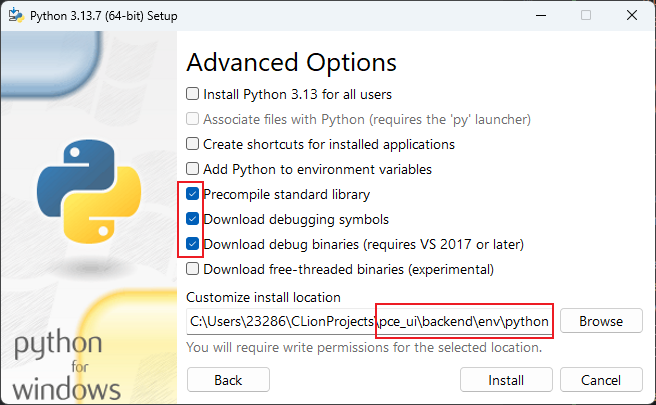 Python 3.13.7 (64-bit) Setup
Advanced Options
Install Python 3.13 for all users
Associate files with Python (requires the 'py' launcher)
Create shortcuts for installed applications
Add Python to environment variables
Precompile standard library
Download debugging symbols
Download debug binaries (requires VS 2017 or later)
Download free-threaded binaries (experimental)
Customize install location
C:\Users\23286\CLionProjects\pce_ui\backend\env\python
Browse
You will require write permissions for the selected location.
python
for
windows
Back
Install
Cancel